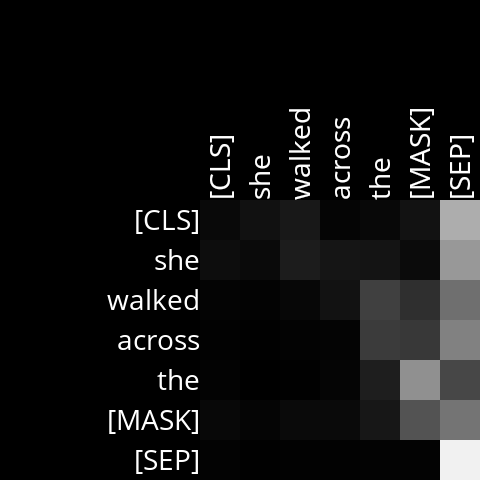 [CLS] she walked across the [MASK] [SEP]
[CLS]
she
walked
across
the
[MASK]
[SEP]